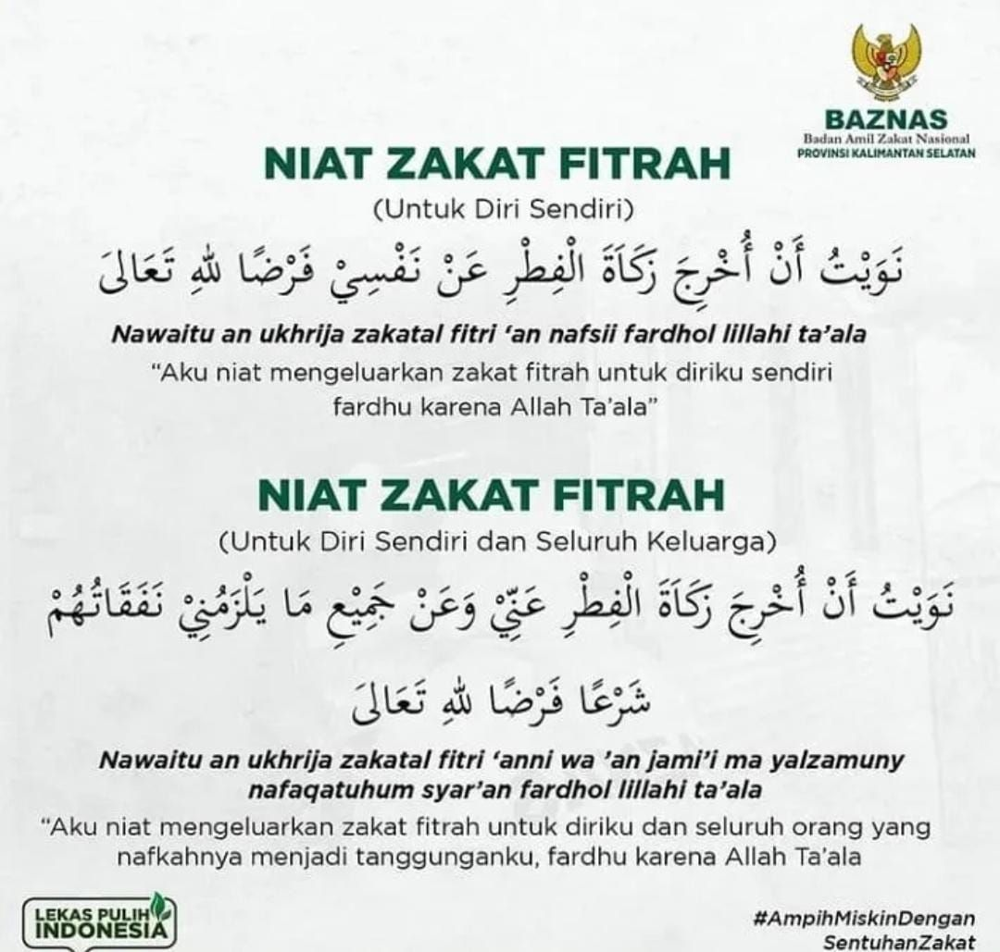 BAZNAS
Badan Amil Zakat Nasional
PROVINSI KALIMANTAN SELATAN
NIAT ZAKAT FITRAH
(Untuk Diri Sendiri)
نَوَيْتُ أَنْ أُخْرِجَ زَكَاَةَ الْفِطْرِ عَنْ نَفْسِيْ فَرْضًا لِلهِ تَعَالىَ
Nawaitu an ukhrija zakatal fitri ‘an nafsii fardhol lillahi ta’ala
“Aku niat mengeluarkan zakat fitrah untuk diriku sendiri
fardhu karena Allah Ta’ala”
NIAT ZAKAT FITRAH
(Untuk Diri Sendiri dan Seluruh Keluarga)
نَوَيْتُ أَنْ أُخْرِجَ زَكَاَةَ الْفِطْرِ عَنِّيْ وَعَنْ جَمِيْعِ مَا يَلْزَمُنِيْ نَفَقَاتُهُمْ
شَرْعًا فَرْضًا لِلهِ تَعَالىَ
Nawaitu an ukhrija zakatal fitri ‘anni wa ’an jami’i ma yalzamuny
nafaqatuhum syar’an fardhol lillahi ta’ala
“Aku niat mengeluarkan zakat fitrah untuk diriku dan seluruh orang yang
nafkahnya menjadi tanggunganku, fardhu karena Allah Ta’ala
LEKAS PULIH
INDONESIA
#AmpihMiskinDengan
SentuhanZakat